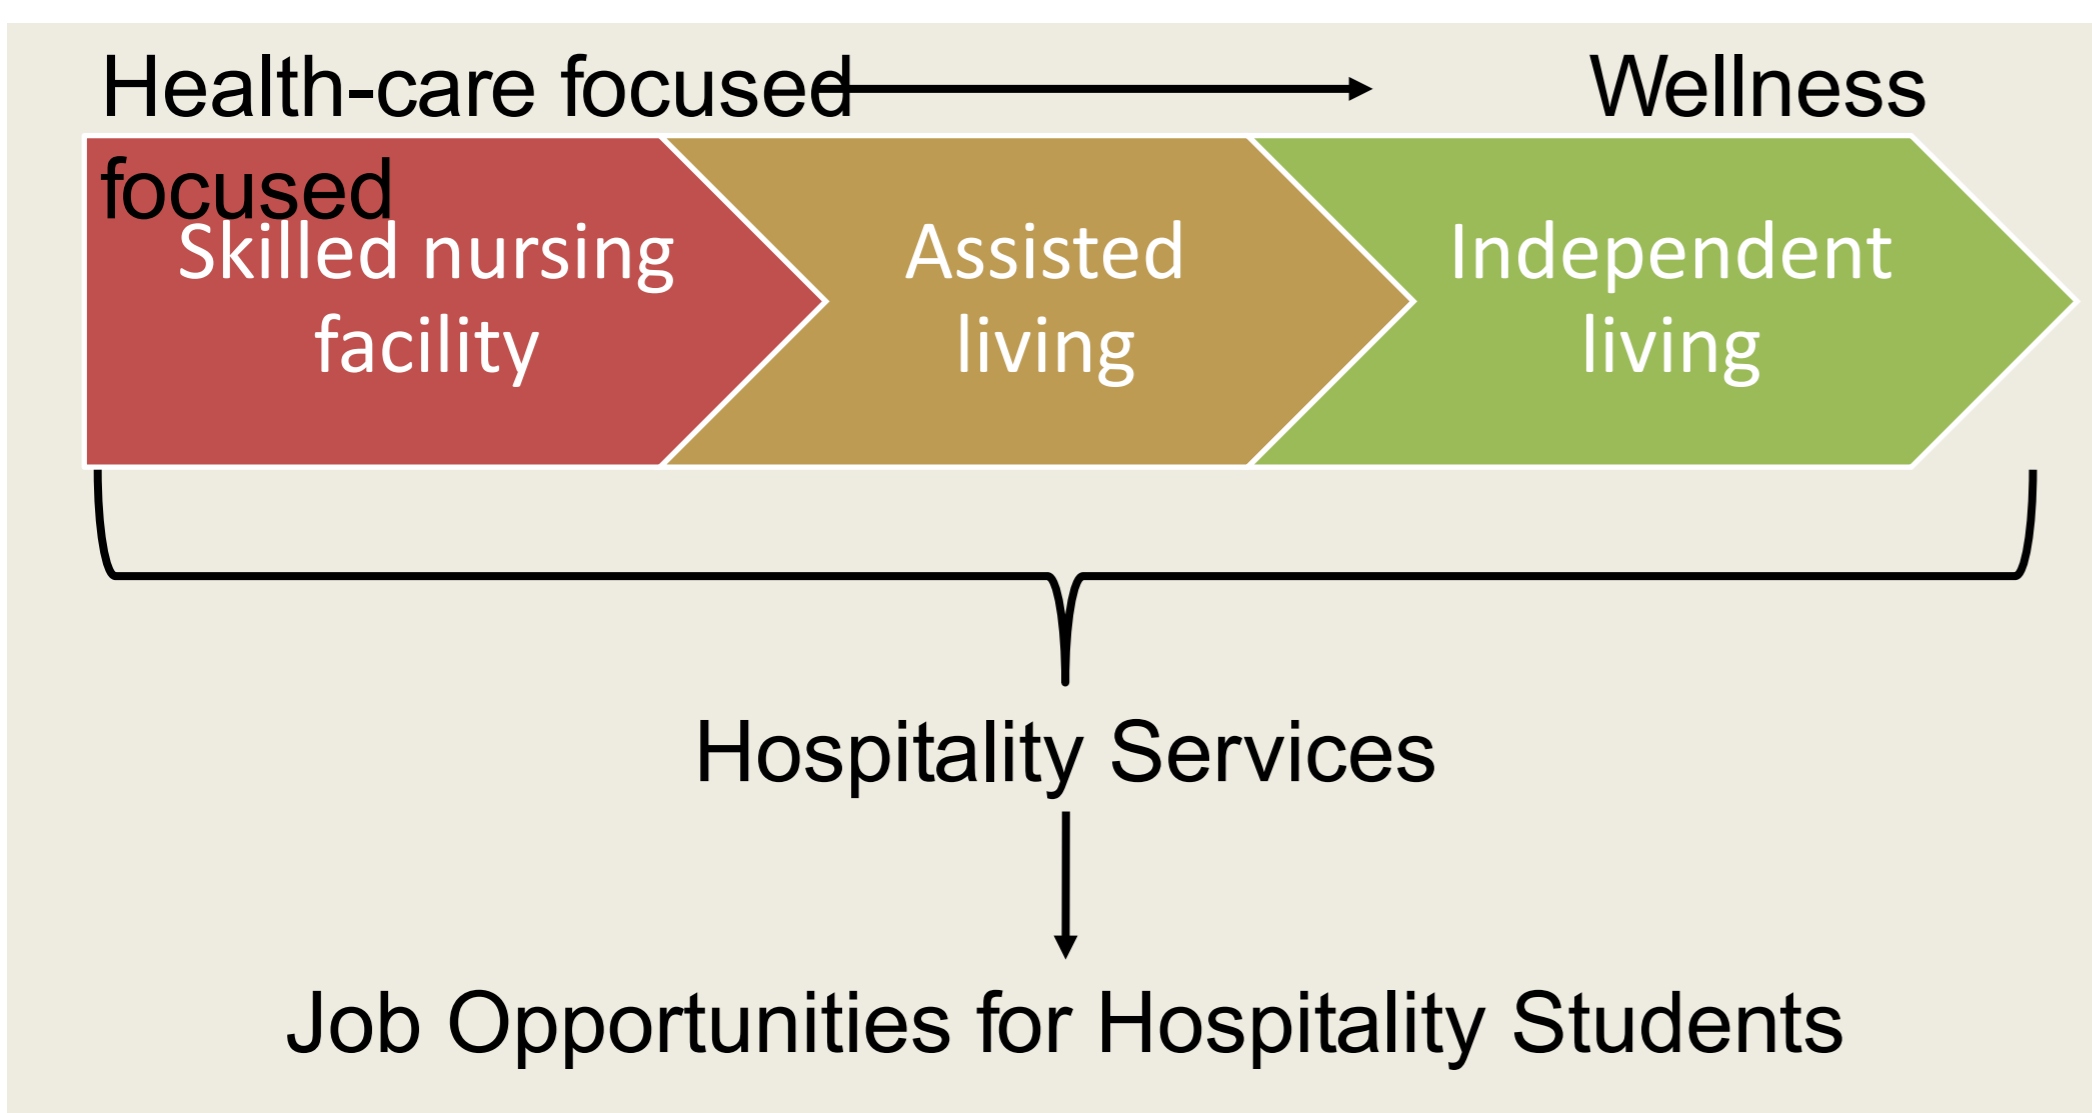 Health-care focused Wellness
focused
Skilled nursing
facility
Assisted
living
Independent
living
Hospitality Services
Job Opportunities for Hospitality Students